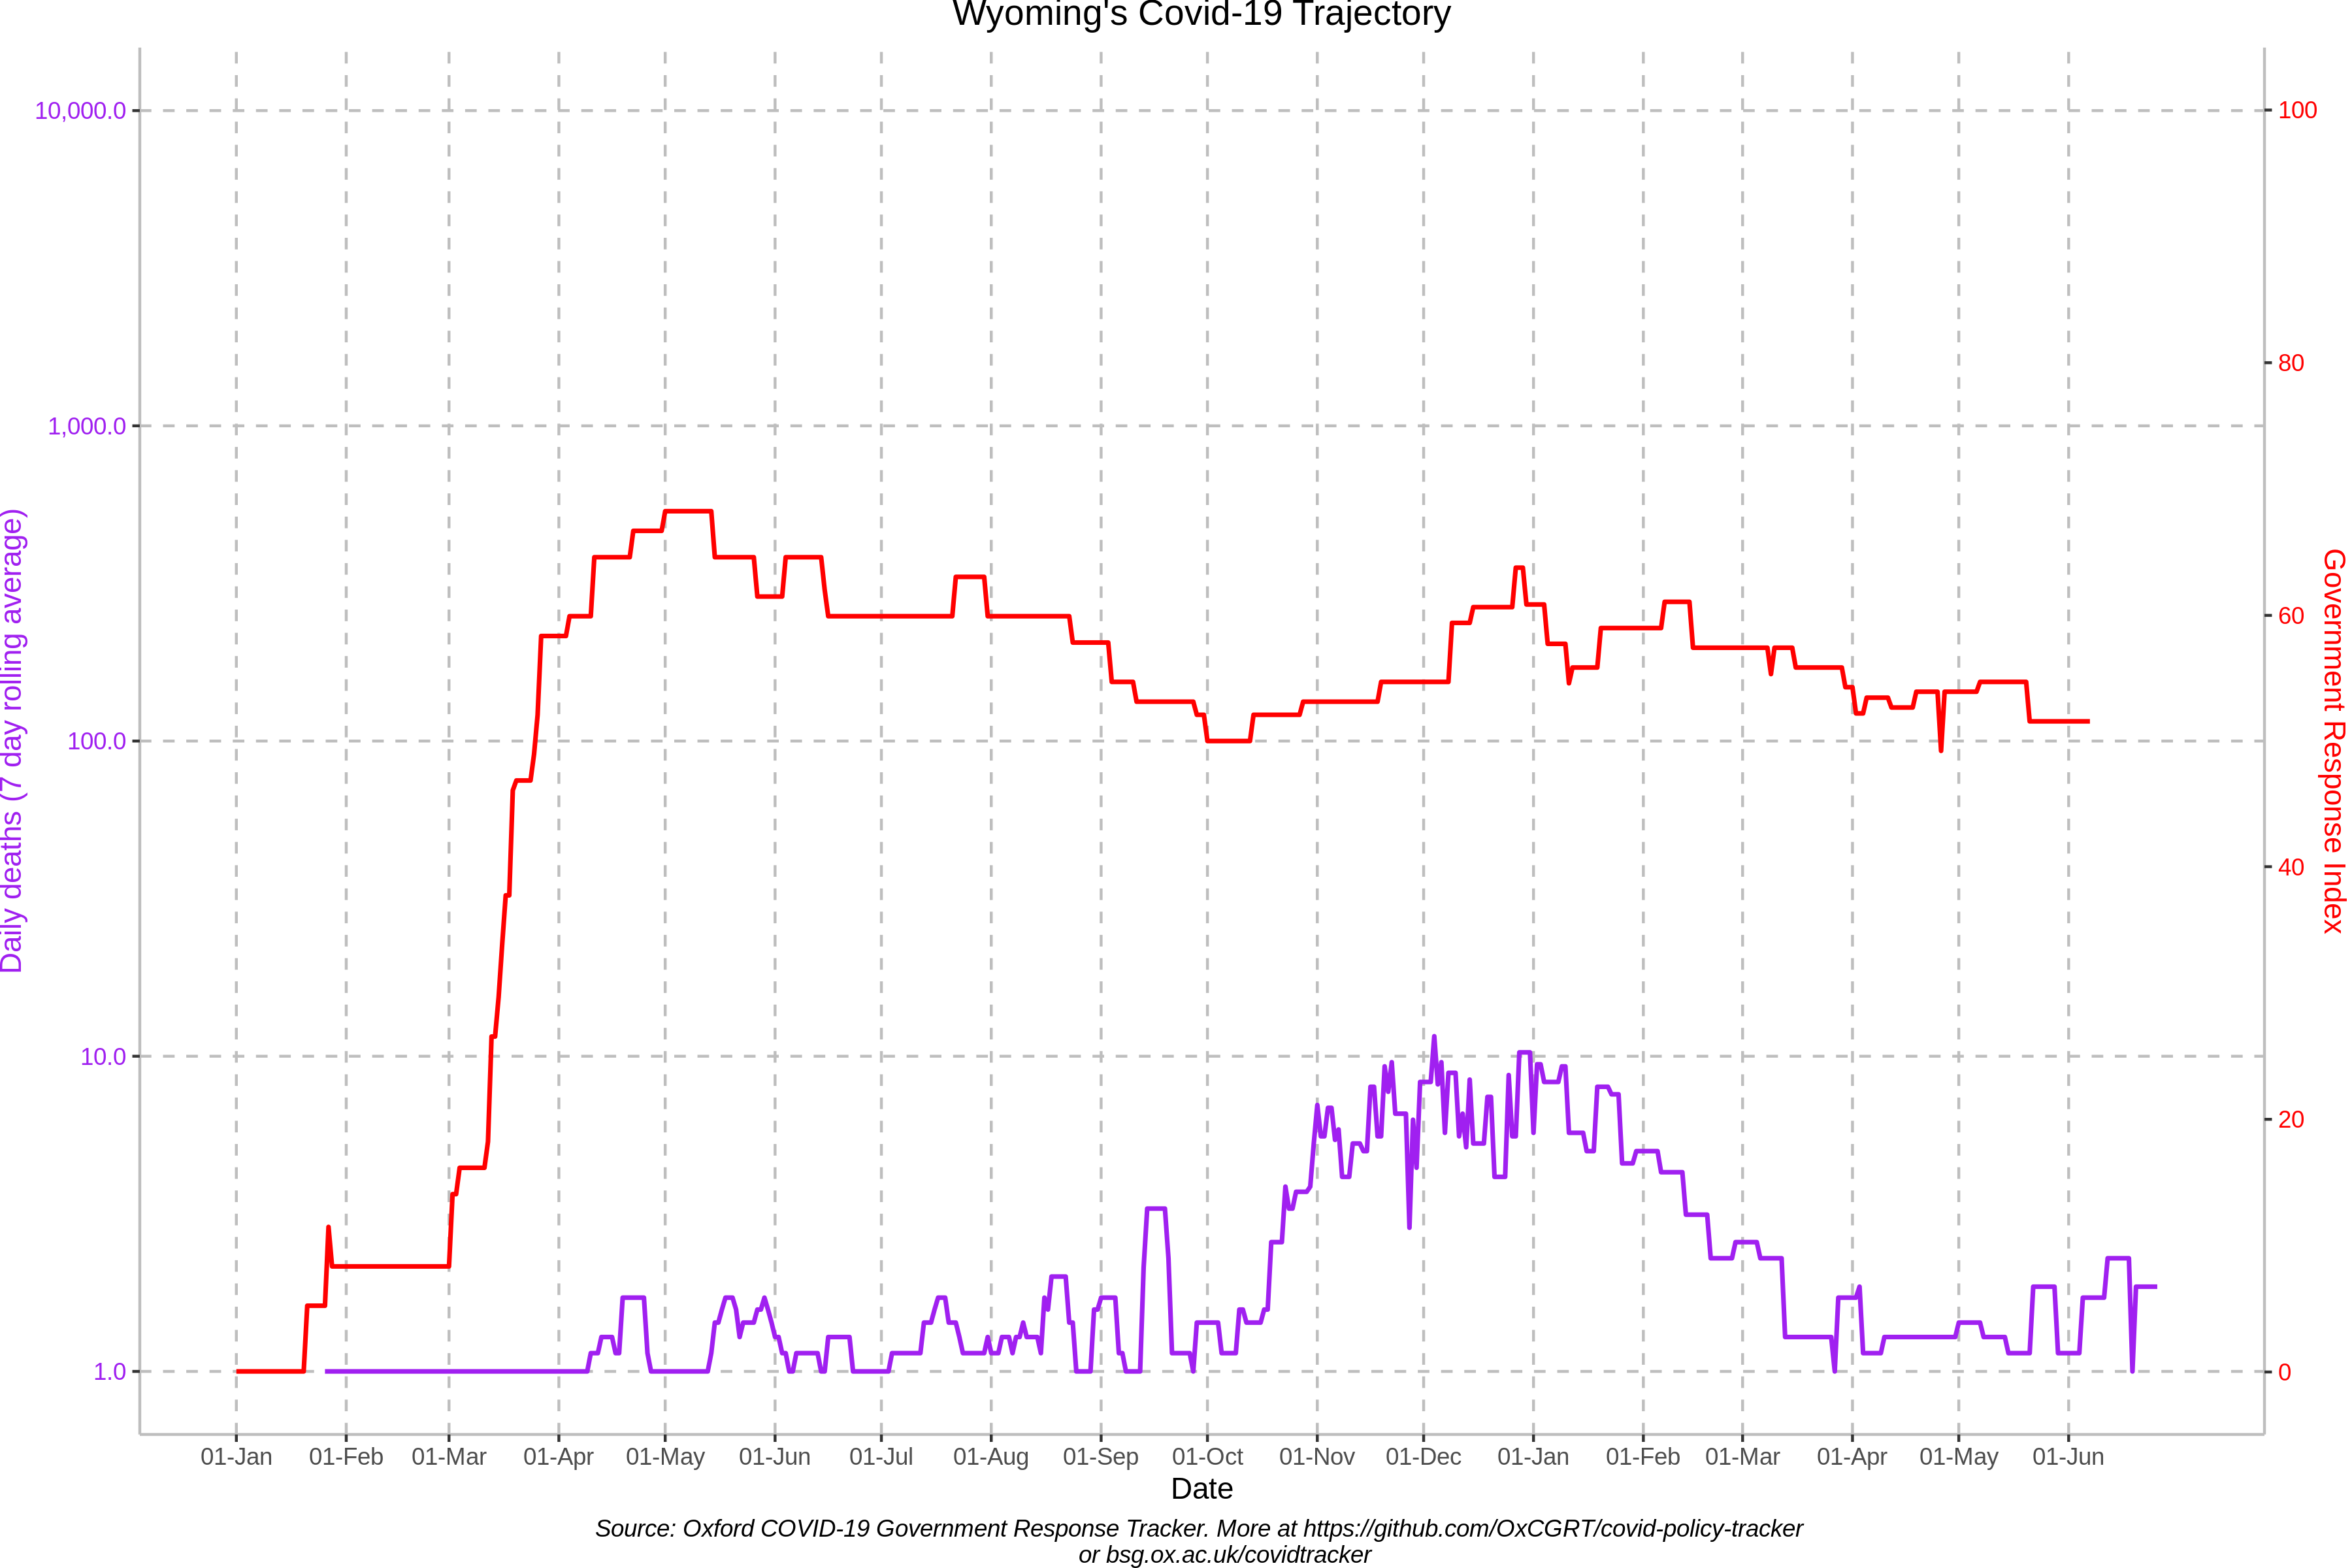 Wyoming's Covid-19 Trajectory
10,000.0
1,000.0
100.0
10.0
1.0
Daily deaths (7 day rolling average)
100
80
60
40
20
0
Government Response Index
01-Jan 01-Feb 01-Mar 01-Apr 01-May 01-Jun 01-Jul 01-Aug 01-Sep 01-Oct 01-Nov 01-Dec 01-Jan 01-Feb 01-Mar 01-Apr 01-May 01-Jun
Date
Source: Oxford COVID-19 Government Response Tracker. More at https://github.com/OxCGRT/covid-policy-tracker
or bsg.ox.ac.uk/covidtracker